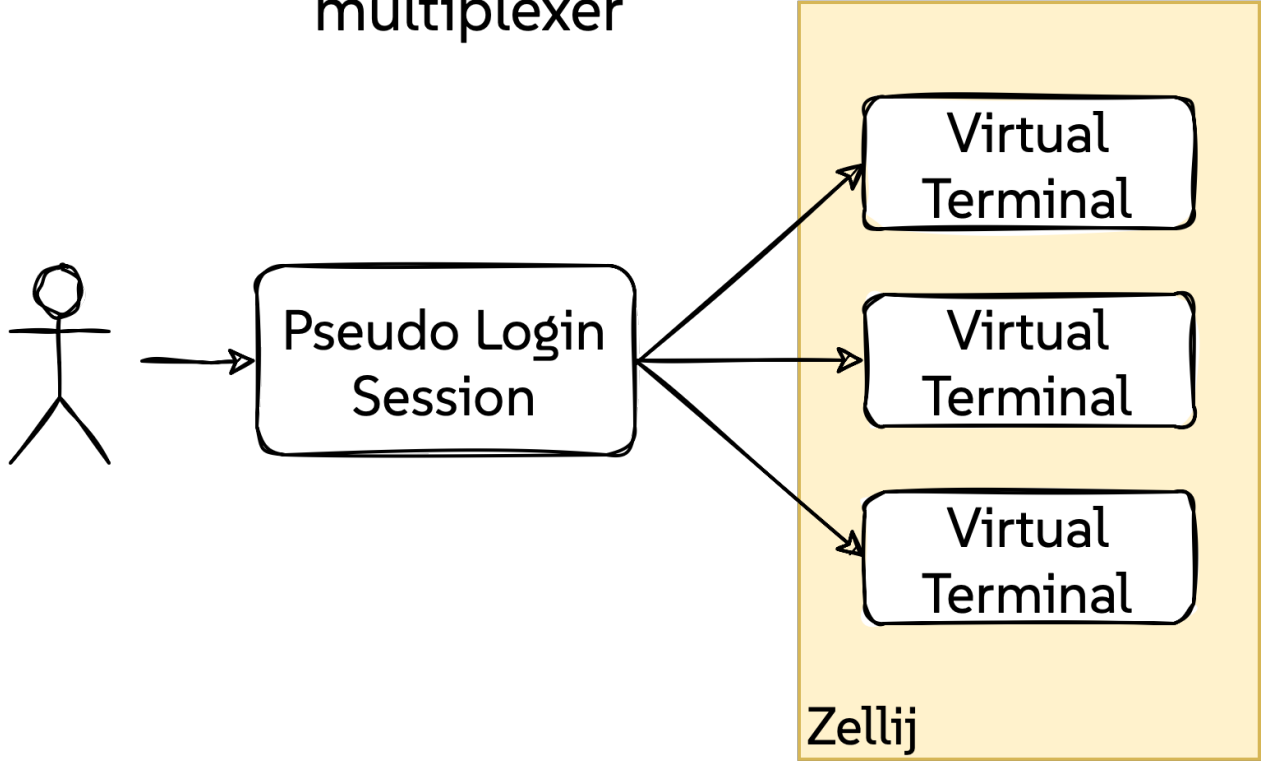 multiplexer
Pseudo Login
Session
Virtual
Terminal
Virtual
Terminal
Virtual
Terminal
Zellij